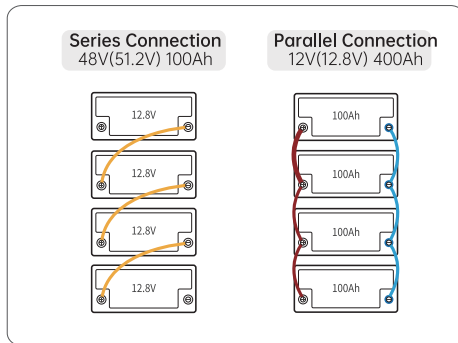 Series Connection
48V(51.2V) 100Ah
12.8V
12.8V
12.8V
12.8V
Parallel Connection
12V(12.8V) 400Ah
100Ah
100Ah
100Ah
100Ah